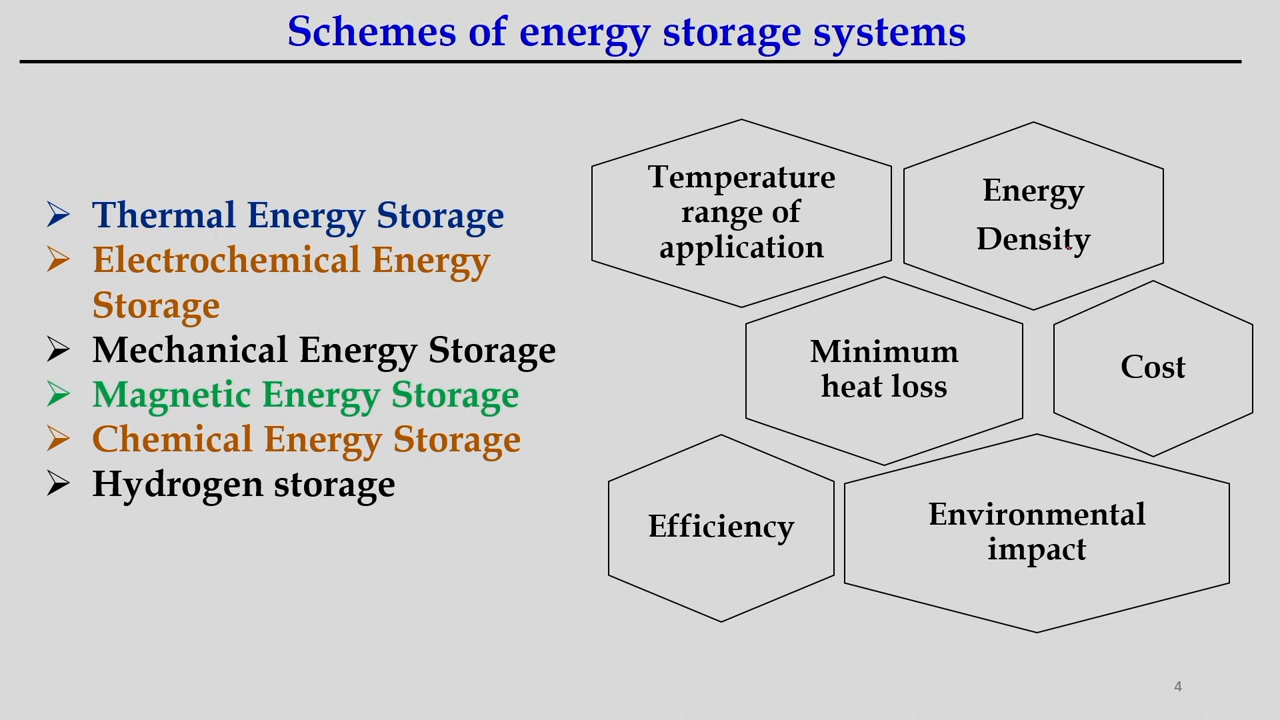 Schemes of energy storage systems
➢ Thermal Energy Storage
➢ Electrochemical Energy
Storage
➢ Mechanical Energy Storage
➢ Magnetic Energy Storage
➢ Chemical Energy Storage
➢ Hydrogen storage
Temperature
range of
application
Energy
Density
Minimum
heat loss
Cost
Efficiency
Environmental
impact
4